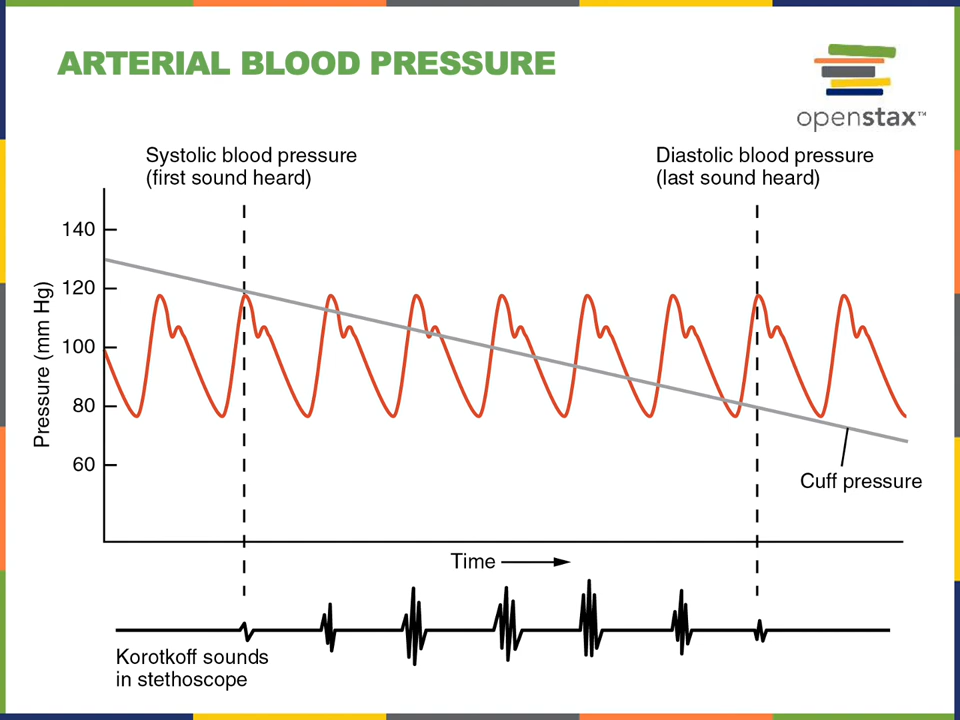 ARTERIAL BLOOD PRESSURE
openstax™
Systolic blood pressure
(first sound heard)
Diastolic blood pressure
(last sound heard)
Pressure (mm Hg)
140
120
100
80
60
Cuff pressure
Time
Korotkoff sounds
in stethoscope